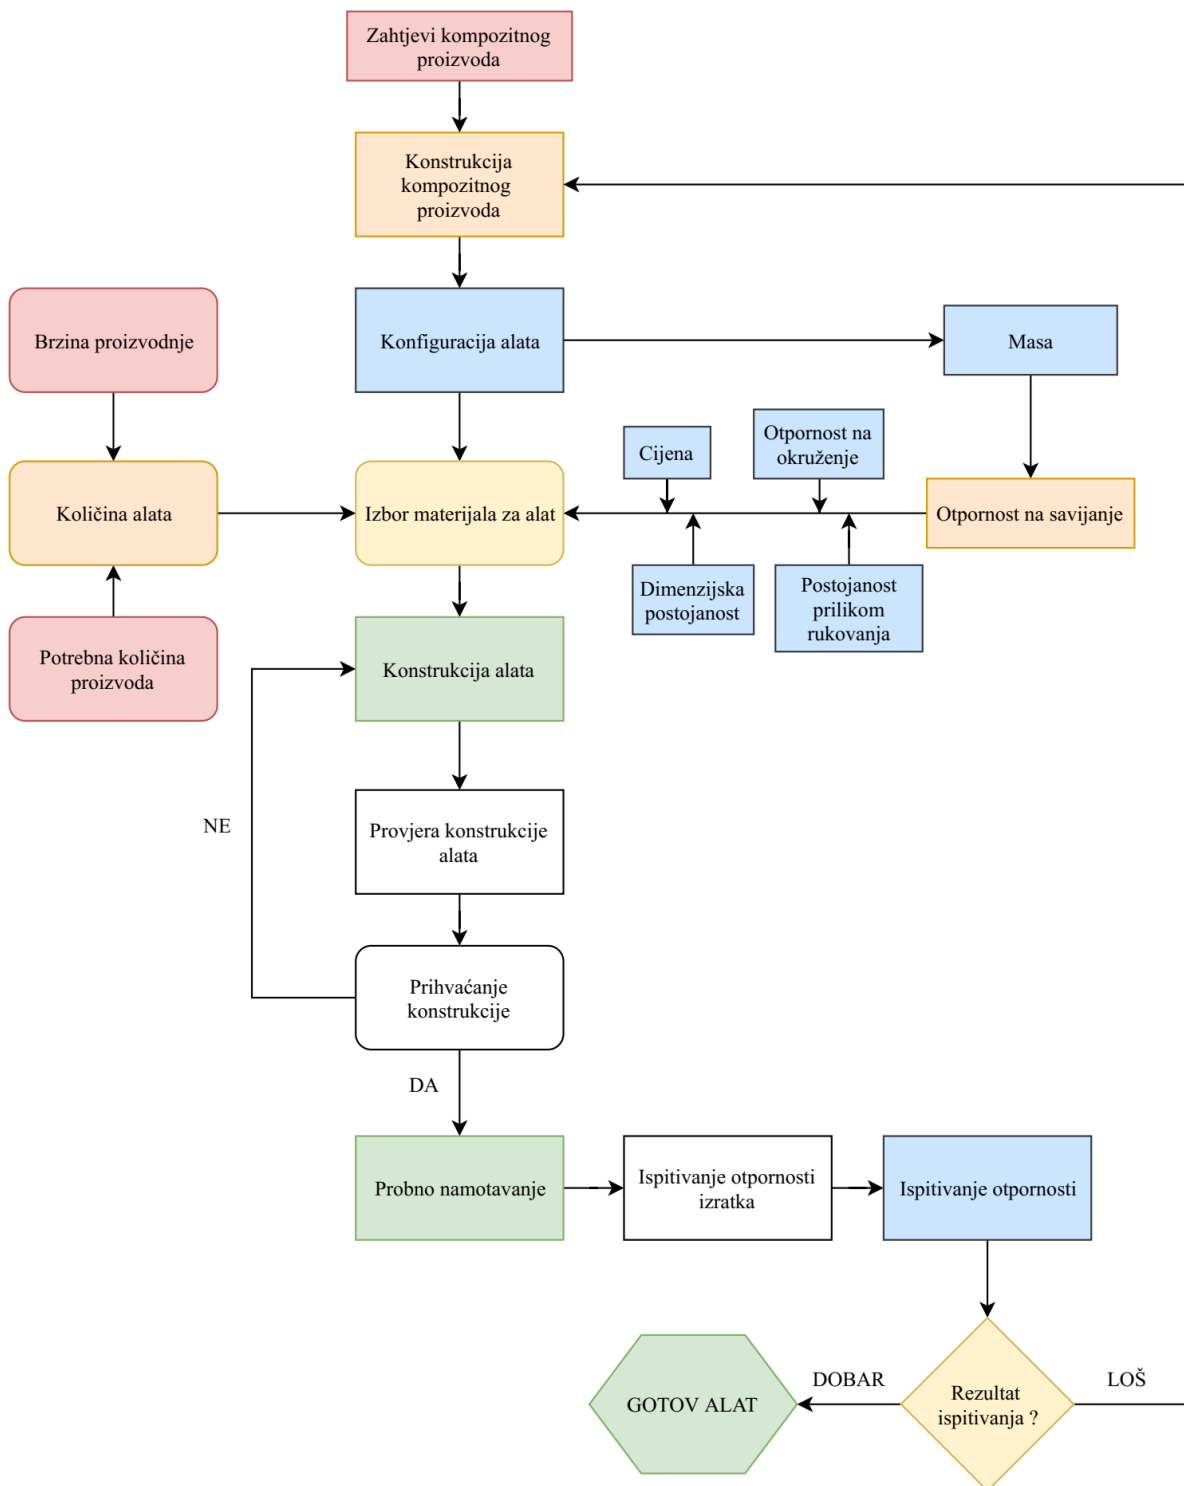 Zahtjevi kompozitnog
proizvoda
Konstrukcija
kompozitnog
proizvoda
Brzina proizvodnje
Konfiguracija alata
Masa
Cijena
Otpornost na
okruženje
Količina alata
Izbor materijala za alat
Otpornost na savijanje
Dimenzijska
postojanost
Postojanost
prilikom
rukovanja
Potrebna količina
proizvoda
Konstrukcija alata
NE
Provjera konstrukcije
alata
Prihvaćanje
konstrukcije
DA
Probno namotavanje
Ispitivanje otpornosti
izratka
Ispitivanje otpornosti
GOTOV ALAT
DOBAR
Rezultat
ispitivanja ?
LOŠ